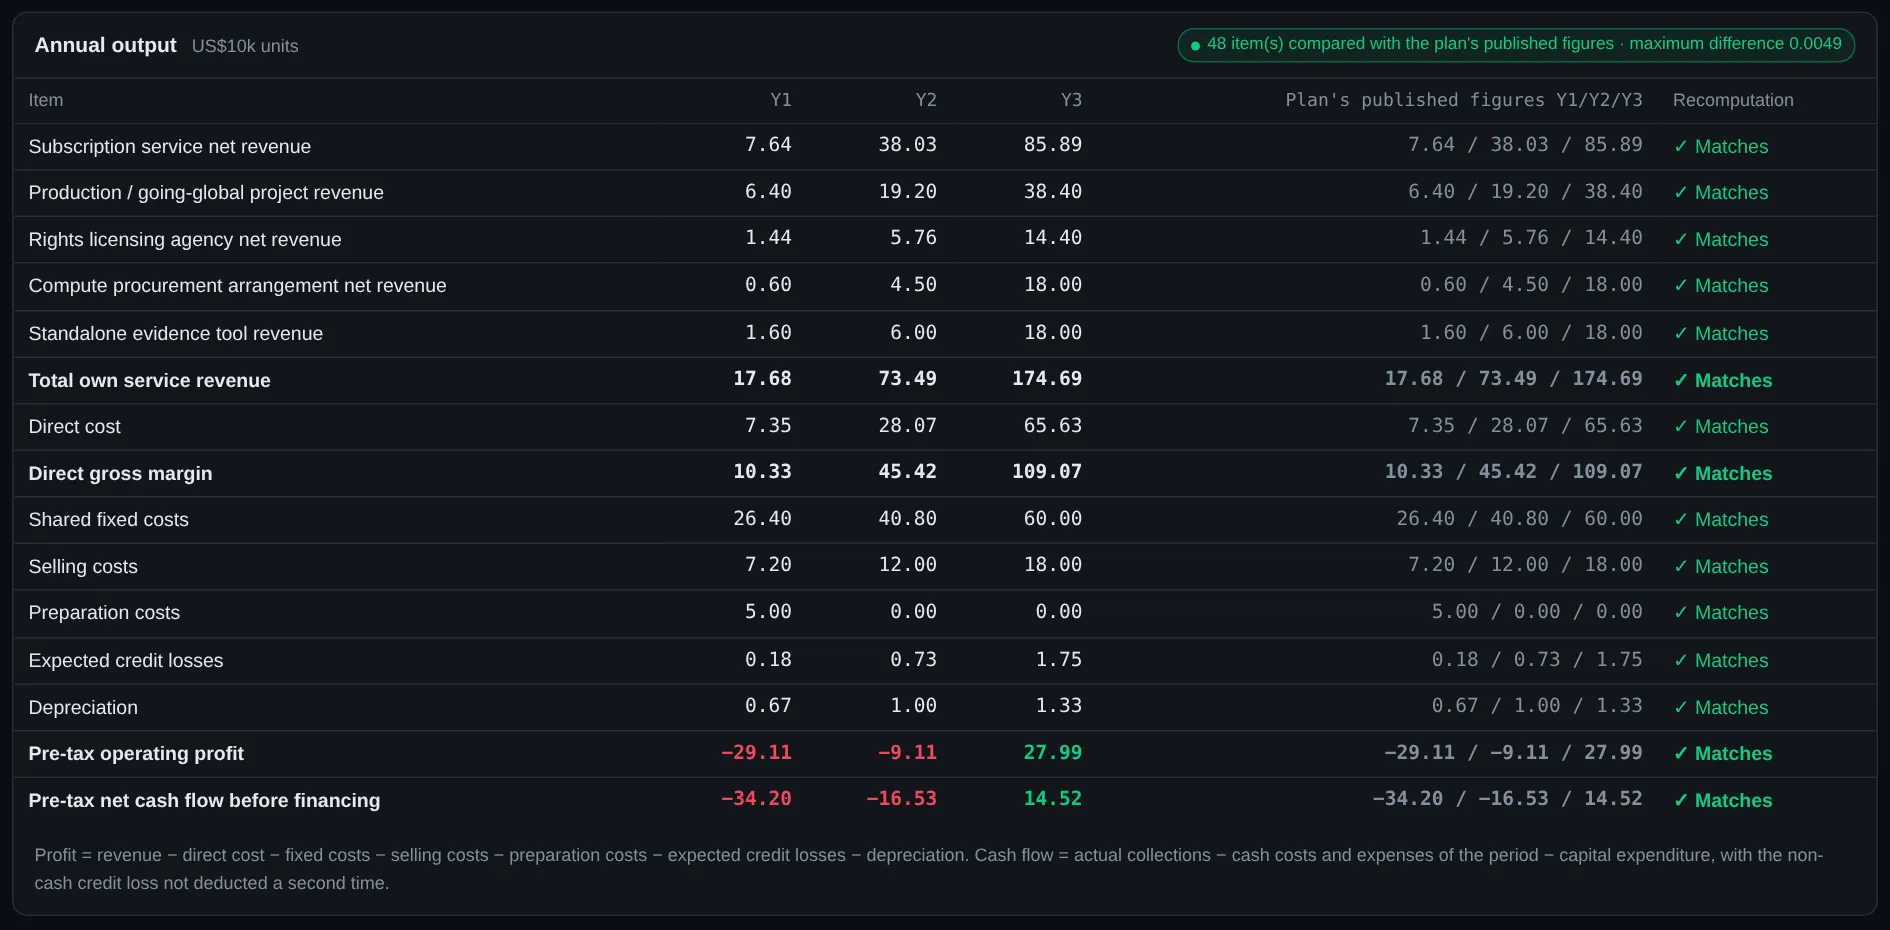 Annual output US$10k units
● 48 item(s) compared with the plan's published figures · maximum difference 0.0049
Item Y1 Y2 Y3 Plan's published figures Y1/Y2/Y3 Recomputation
Subscription service net revenue 7.64 38.03 85.89 7.64 / 38.03 / 85.89 ✓ Matches
Production / going-global project revenue 6.40 19.20 38.40 6.40 / 19.20 / 38.40 ✓ Matches
Rights licensing agency net revenue 1.44 5.76 14.40 1.44 / 5.76 / 14.40 ✓ Matches
Compute procurement arrangement net revenue 0.60 4.50 18.00 0.60 / 4.50 / 18.00 ✓ Matches
Standalone evidence tool revenue 1.60 6.00 18.00 1.60 / 6.00 / 18.00 ✓ Matches
Total own service revenue 17.68 73.49 174.69 17.68 / 73.49 / 174.69 ✓ Matches
Direct cost 7.35 28.07 65.63 7.35 / 28.07 / 65.63 ✓ Matches
Direct gross margin 10.33 45.42 109.07 10.33 / 45.42 / 109.07 ✓ Matches
Shared fixed costs 26.40 40.80 60.00 26.40 / 40.80 / 60.00 ✓ Matches
Selling costs 7.20 12.00 18.00 7.20 / 12.00 / 18.00 ✓ Matches
Preparation costs 5.00 0.00 0.00 5.00 / 0.00 / 0.00 ✓ Matches
Expected credit losses 0.18 0.73 1.75 0.18 / 0.73 / 1.75 ✓ Matches
Depreciation 0.67 1.00 1.33 0.67 / 1.00 / 1.33 ✓ Matches
Pre-tax operating profit −29.11 −9.11 27.99 −29.11 / −9.11 / 27.99 ✓ Matches
Pre-tax net cash flow before financing −34.20 −16.53 14.52 −34.20 / −16.53 / 14.52 ✓ Matches
Profit = revenue − direct cost − fixed costs − selling costs − preparation costs − expected credit losses − depreciation. Cash flow = actual collections − cash costs and expenses of the period − capital expenditure, with the non-
cash credit loss not deducted a second time.